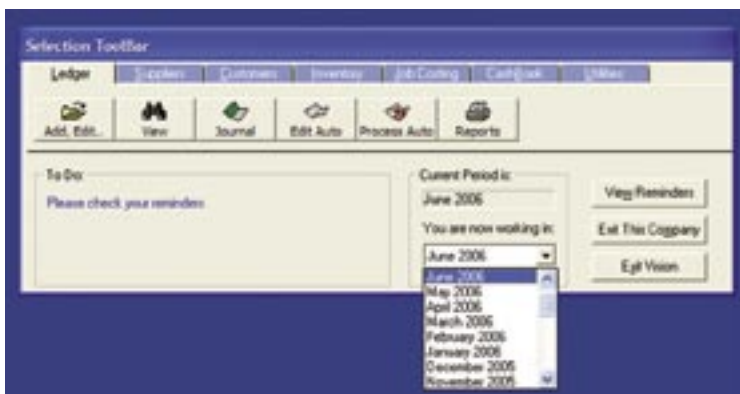 Selection ToolBar
Ledger Suppliers Customers Inventory Job Costing CashBook Utilities
Add, Edit.. View Journal Edit Auto Process Auto Reports
To Do:
Please check your reminders
Current Period is:
June 2006
You are now working in:
June 2006
June 2006
May 2006
April 2006
March 2006
February 2006
January 2006
December 2005
November 2005
View Reminders
Exit This Company
Exit Vision